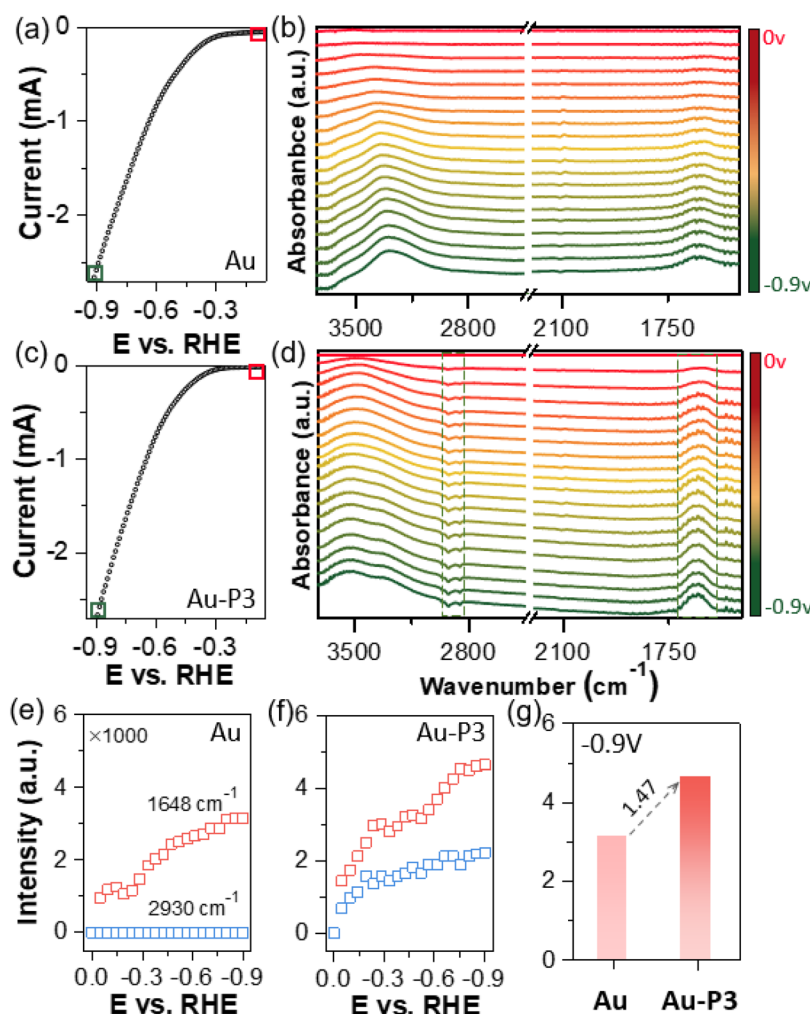 (a)
0
-1
-2
Current (mA)
Au
-0.9 -0.6 -0.3
E vs. RHE
(b)
Absorbanbce (a.u.)
3500 2800 2100 1750
0v
-0.9v
(c)
0
-1
-2
Current (mA)
Au-P3
-0.9 -0.6 -0.3
E vs. RHE
(d)
Absorbance (a.u.)
3500 2800 2100 1750
Wavenumber (cm⁻¹)
0v
-0.9v
(e)
6
4
2
0
Intensity (a.u.)
×1000
Au
1648 cm⁻¹
2930 cm⁻¹
0.0 -0.3 -0.6 -0.9
E vs. RHE
(f)
6
4
2
0
Au-P3
0.0 -0.3 -0.6 -0.9
E vs. RHE
(g)
6
4
2
0
-0.9V
1.47
Au Au-P3